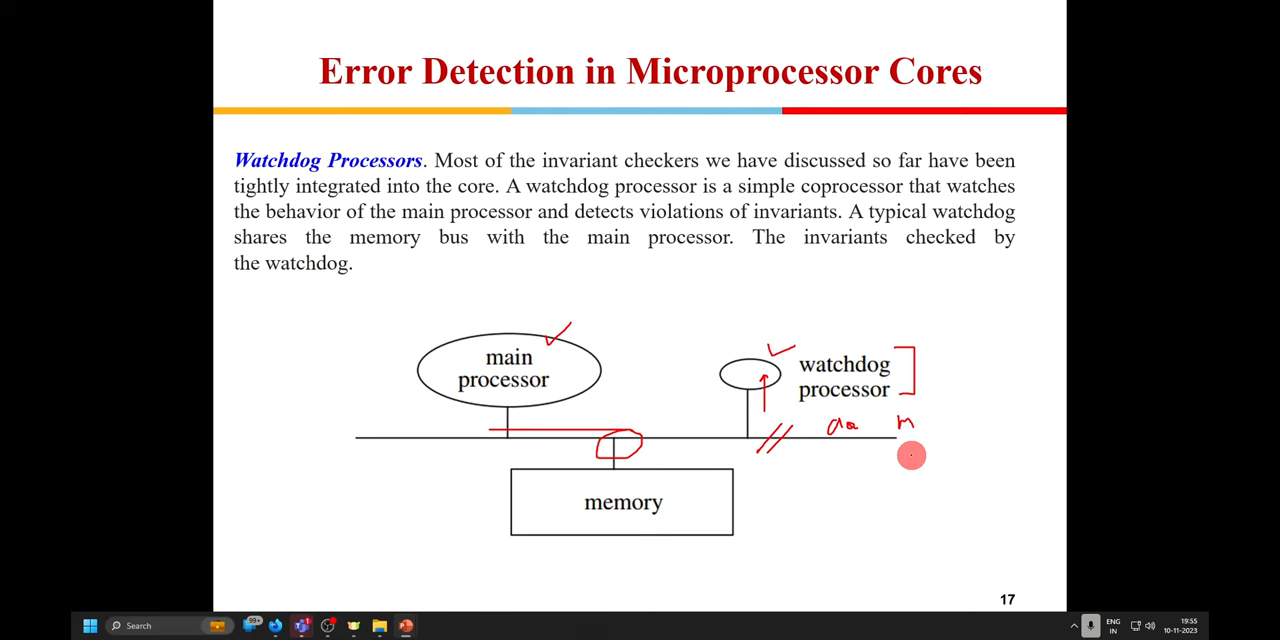 Error Detection in Microprocessor Cores
Watchdog Processors. Most of the invariant checkers we have discussed so far have been
tightly integrated into the core. A watchdog processor is a simple coprocessor that watches
the behavior of the main processor and detects violations of invariants. A typical watchdog
shares the memory bus with the main processor. The invariants checked by
the watchdog.
main
processor
watchdog
processor
memory
17
Search
99+
ENG
IN
19:55
10-11-2023